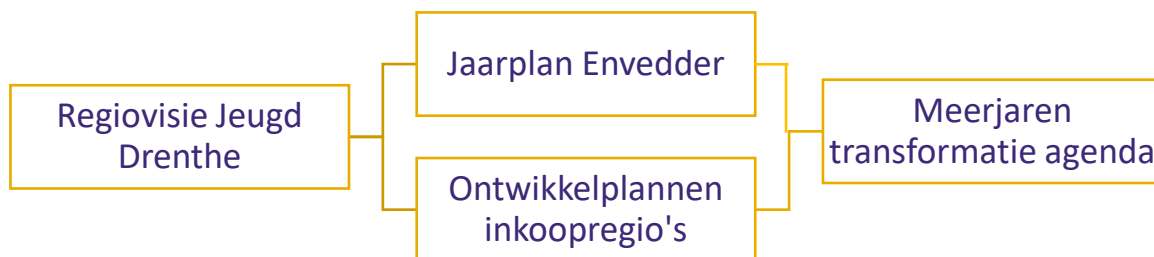 Regiovisie Jeugd
Drenthe
Jaarplan Envedder
Ontwikkelplannen
inkoopregio's
Meerjaren
transformatie agenda